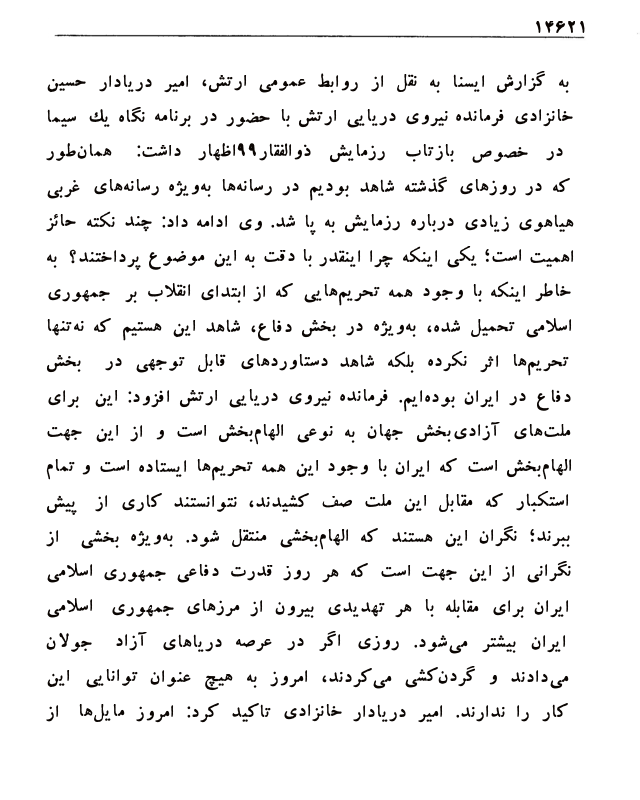 ۱۴۶۲۱
به گزارش ایسنا به نقل از روابط عمومی ارتش، امیر دریادار حسین
خانزادی فرمانده نیروی دریایی ارتش با حضور در برنامه نگاه یك سیما
در خصوص بازتاب رزمایش ذوالفقار۹۹اظهار داشت: همان‌طور
که در روزهای گذشته شاهد بودیم در رسانه‌ها به‌ویژه رسانه‌های غربی
هیاهوی زیادی درباره رزمایش به پا شد. وی ادامه داد: چند نکته حائز
اهمیت است؛ یکی اینکه چرا اینقدر با دقت به این موضوع پرداختند؟ به
خاطر اینکه با وجود همه تحریم‌هایی که از ابتدای انقلاب بر جمهوری
اسلامی تحمیل شده، به‌ویژه در بخش دفاع، شاهد این هستیم که نه‌تنها
تحریم‌ها اثر نکرده بلکه شاهد دستاوردهای قابل توجهی در بخش
دفاع در ایران بوده‌ایم. فرمانده نیروی دریایی ارتش افزود: این برای
ملت‌های آزادی‌بخش جهان به نوعی الهام‌بخش است و از این جهت
الهام‌بخش است که ایران با وجود این همه تحریم‌ها ایستاده است و تمام
استکبار که مقابل این ملت صف کشیدند، نتوانستند کاری از پیش
ببرند؛ نگران این هستند که الهام‌بخشی منتقل شود. به‌ویژه بخشی از
نگرانی از این جهت است که هر روز قدرت دفاعی جمهوری اسلامی
ایران برای مقابله با هر تهدیدی بیرون از مرزهای جمهوری اسلامی
ایران بیشتر می‌شود. روزی اگر در عرصه دریاهای آزاد جولان
می‌دادند و گردن‌کشی می‌کردند، امروز به هیچ عنوان توانایی این
کار را ندارند. امیر دریادار خانزادی تاکید کرد: امروز مایل‌ها از